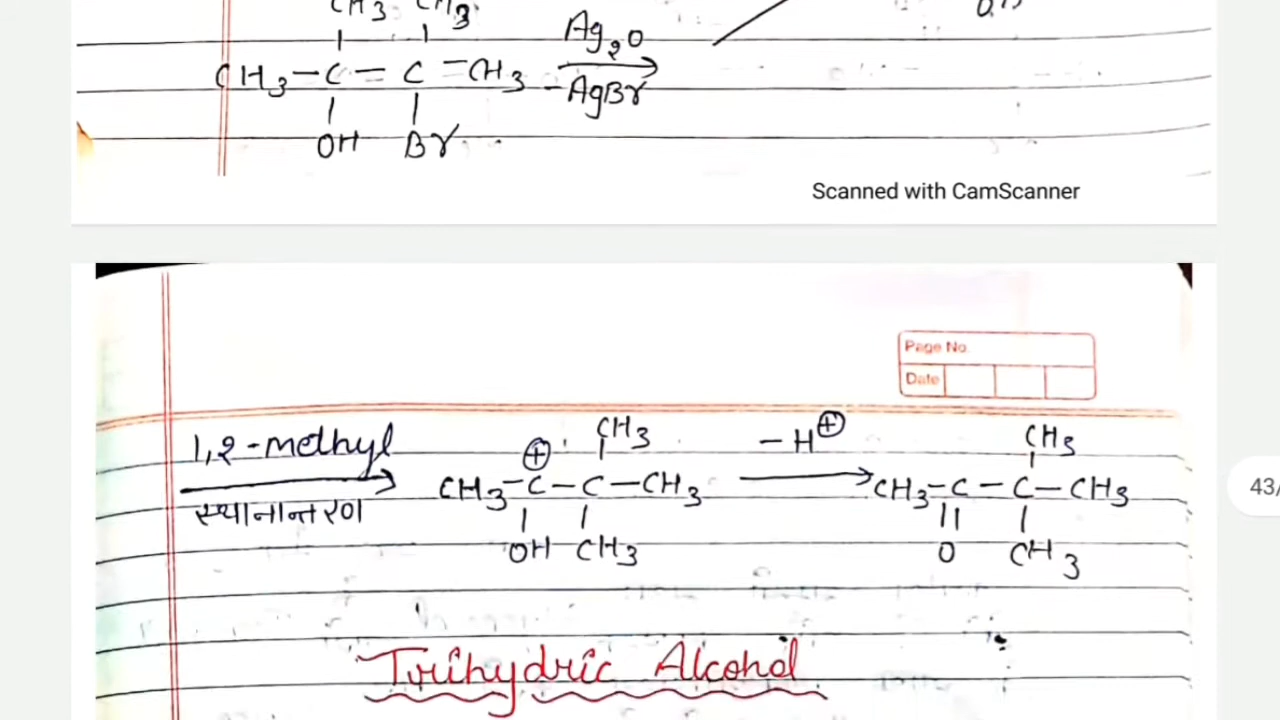 CH3 CH3
Ag2O
CH3-C=C-CH3
-AgBr
OH Br
Scanned with CamScanner
Page No.
Date
1,2-methyl
स्थानान्तरण
⊕ CH3
CH3-C-C-CH3
OH CH3
-H⊕
CH3
CH3-C-C-CH3
O CH3
43/
Trihydric Alcohol